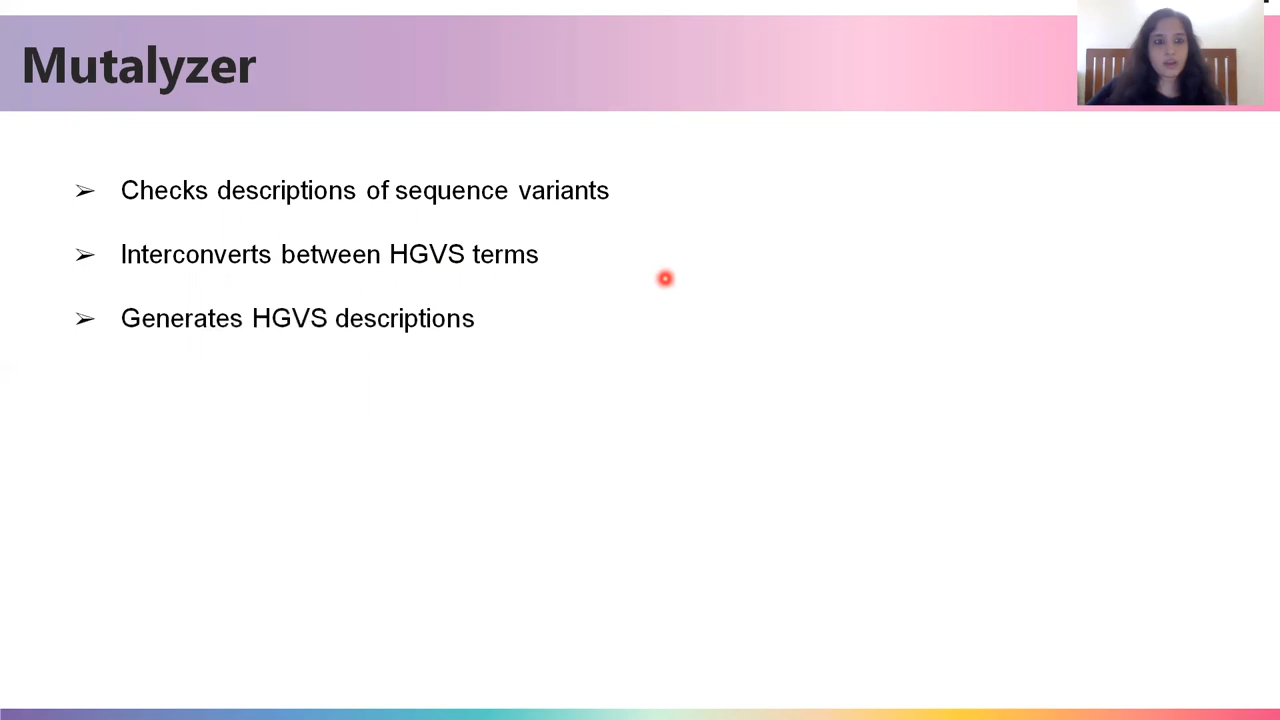 Mutalyzer
➢ Checks descriptions of sequence variants
➢ Interconverts between HGVS terms
➢ Generates HGVS descriptions